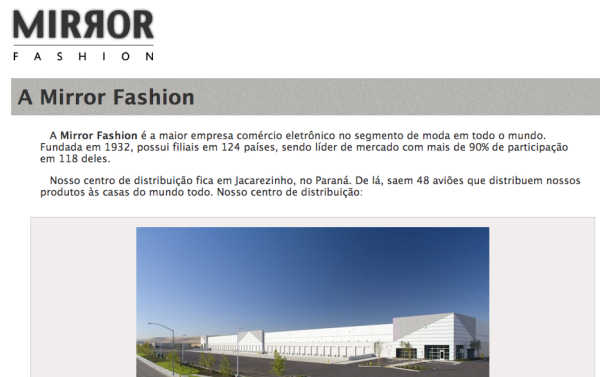 MIRROR
FASHION
A Mirror Fashion
A Mirror Fashion é a maior empresa comércio eletrônico no segmento de moda em todo o mundo.
Fundada em 1932, possui filiais em 124 países, sendo líder de mercado com mais de 90% de participação
em 118 deles.
Nosso centro de distribuição fica em Jacarezinho, no Paraná. De lá, saem 48 aviões que distribuem nossos
produtos às casas do mundo todo. Nosso centro de distribuição: